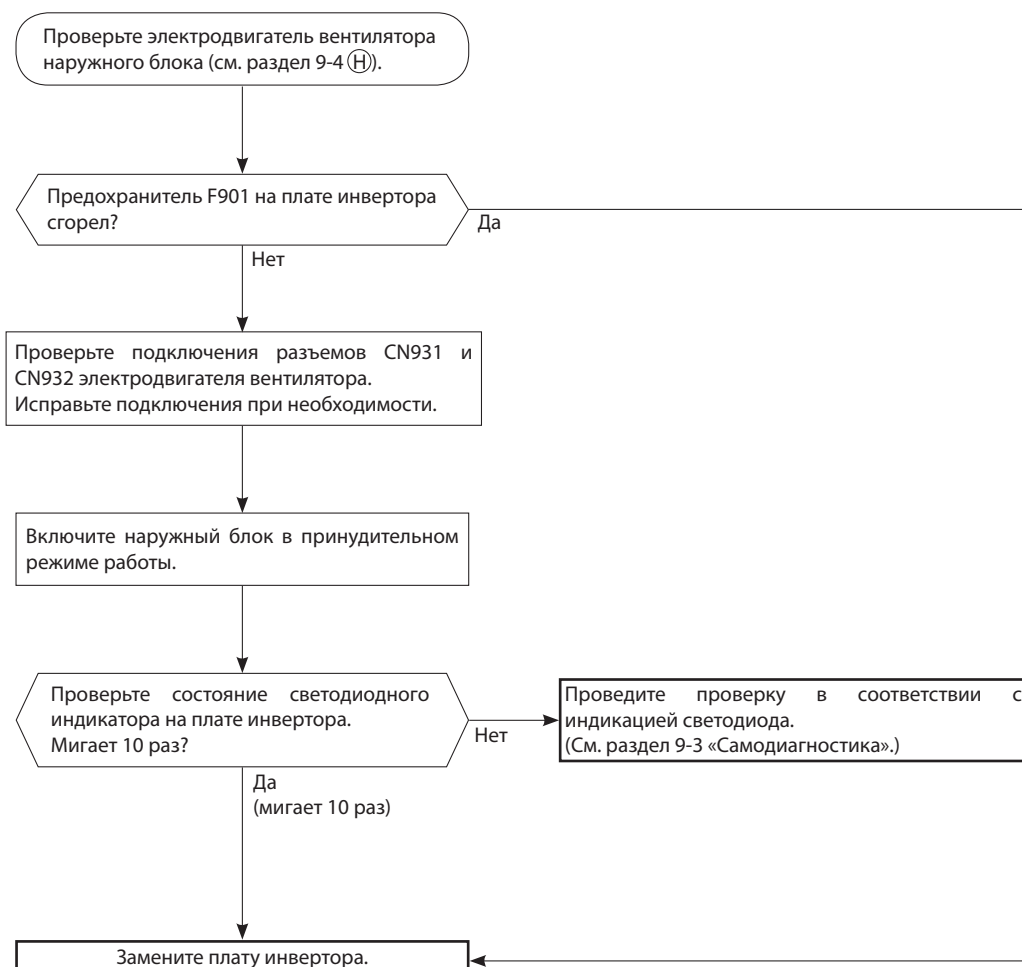 Проверьте электродвигатель вентилятора
наружного блока (см. раздел 9-4 Ⓗ).
Предохранитель F901 на плате инвертора
сгорел?
Да
Нет
Проверьте подключения разъемов CN931 и
CN932 электродвигателя вентилятора.
Исправьте подключения при необходимости.
Включите наружный блок в принудительном
режиме работы.
Проверьте состояние светодиодного
индикатора на плате инвертора.
Мигает 10 раз?
Нет
Проведите проверку в соответствии с
индикацией светодиода.
(См. раздел 9-3 «Самодиагностика».)
Да
(мигает 10 раз)
Замените плату инвертора.